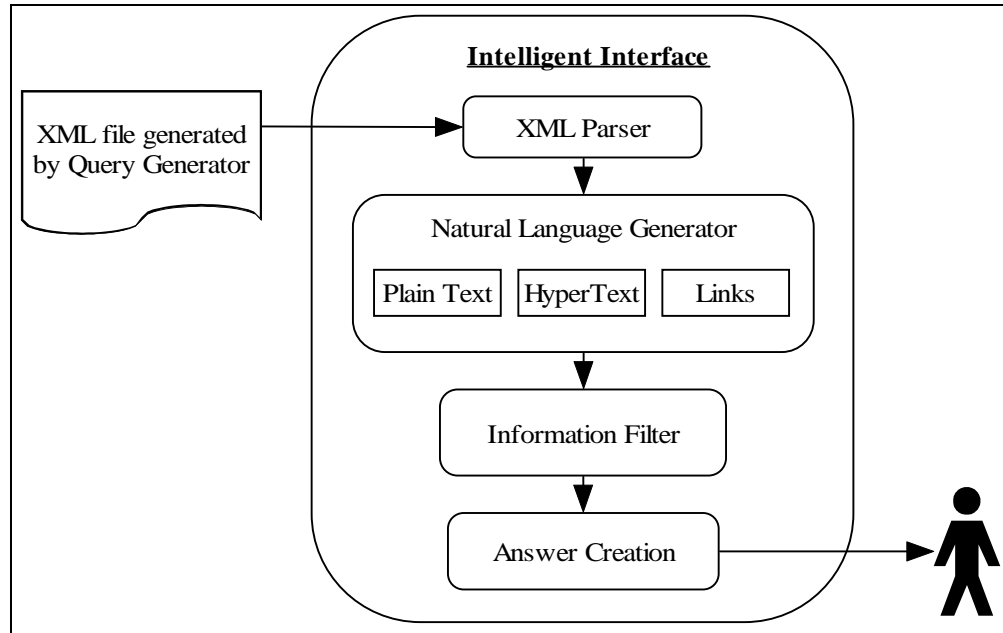 Intelligent Interface
XML file generated
by Query Generator
XML Parser
Natural Language Generator
Plain Text
HyperText
Links
Information Filter
Answer Creation